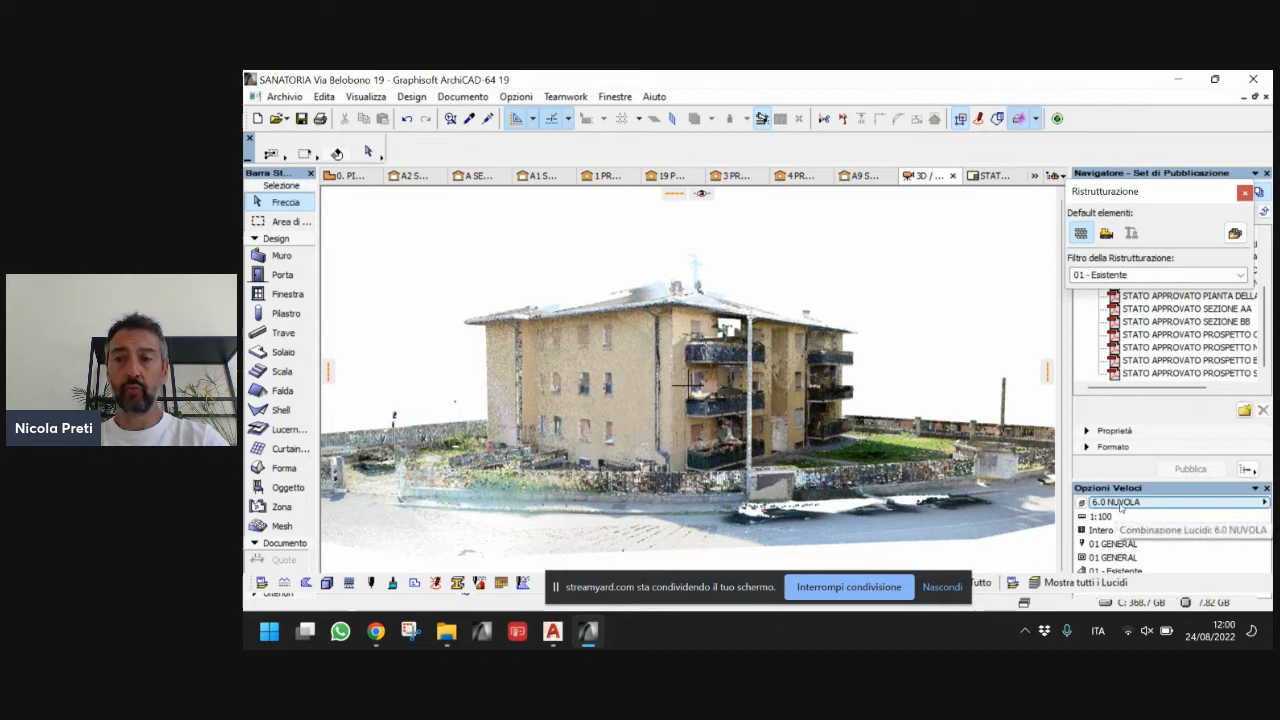 SANATORIA Via Belobono 19 - Graphisoft ArchiCAD-64 19
Archivio Edita Visualizza Design Documento Opzioni Teamwork Finestre Aiuto
Barra St...
0. PI... A2 S... A SE... A1 S... 1 PR... 19 P... 3 PR... 4 PR... A9 S... 3D / ... STAT...
Navigatore - Set di Pubblicazione
Selezione
Freccia
Area di ...
Design
Muro
Porta
Finestra
Pilastro
Trave
Solaio
Scala
Falda
Shell
Lucern...
Curtain...
Forma
Oggetto
Zona
Mesh
Documento
Quote
Ristrutturazione
Default elementi:
Filtro della Ristrutturazione:
01 - Esistente
STATO APPROVATO PIANTA DELLA
STATO APPROVATO SEZIONE AA
STATO APPROVATO SEZIONE BB
STATO APPROVATO PROSPETTO C
STATO APPROVATO PROSPETTO N
STATO APPROVATO PROSPETTO B
STATO APPROVATO PROSPETTO E
STATO APPROVATO PROSPETTO S
Proprietà
Formato
Pubblica
Opzioni Veloci
6.0 NUVOLA
1:100
Intero
Combinazione Lucidi: 6.0 NUVOLA
01 GENERAL
01 GENERAL
01 - Esistente
Nicola Preti
streamyard.com sta condividendo il tuo schermo.
Interrompi condivisione
Nascondi
Tutto
Mostra tutti i Lucidi
C: 368.7 GB
7.82 GB
ITA
12:00
24/08/2022